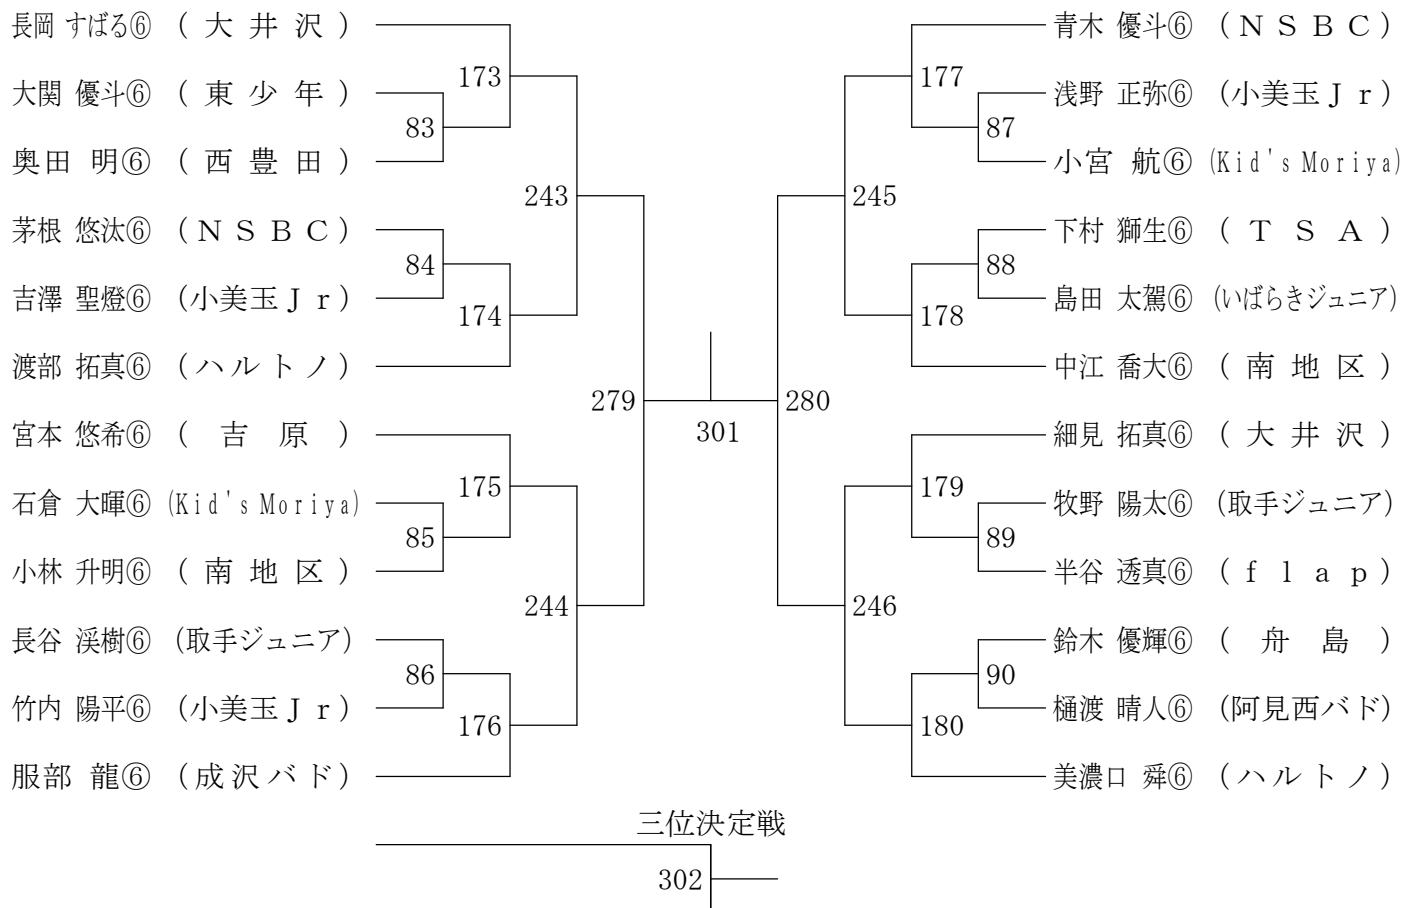 長岡 すばる⑥ (大井沢)
173
大関 優斗⑥ (東少年)
83
奥田 明⑥ (西豊田)
243
茅根 悠汰⑥ (NSBC)
84
吉澤 聖燈⑥ (小美玉Jr)
174
渡部 拓真⑥ (ハルトノ)
279
宮本 悠希⑥ (吉原)
175
石倉 大暉⑥ (Kid's Moriya)
85
小林 升明⑥ (南地区)
244
長谷 渓樹⑥ (取手ジュニア)
86
竹内 陽平⑥ (小美玉Jr)
176
服部 龍⑥ (成沢バド)
301
青木 優斗⑥ (NSBC)
177
浅野 正弥⑥ (小美玉Jr)
87
小宮 航⑥ (Kid's Moriya)
245
下村 獅生⑥ (TSA)
88
島田 太駕⑥ (いばらきジュニア)
178
中江 喬大⑥ (南地区)
280
細見 拓真⑥ (大井沢)
179
牧野 陽太⑥ (取手ジュニア)
89
半谷 透真⑥ (flap)
246
鈴木 優輝⑥ (舟島)
90
樋渡 晴人⑥ (阿見西バド)
180
美濃口 舜⑥ (ハルトノ)
三位決定戦
302